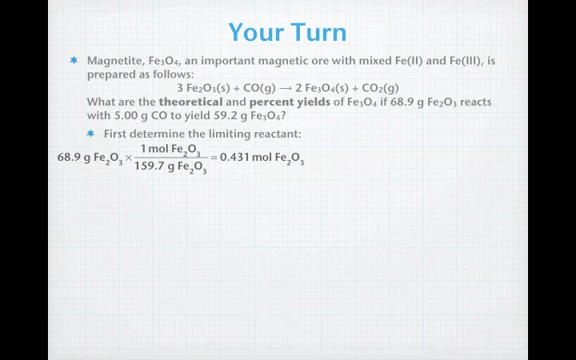 Your Turn
* Magnetite, Fe₃O₄, an important magnetic ore with mixed Fe(II) and Fe(III), is
prepared as follows:
3 Fe₂O₃(s) + CO(g) → 2 Fe₃O₄(s) + CO₂(g)
What are the theoretical and percent yields of Fe₃O₄ if 68.9 g Fe₂O₃ reacts
with 5.00 g CO to yield 59.2 g Fe₃O₄?
* First determine the limiting reactant:
68.9 g Fe₂O₃ × 1 mol Fe₂O₃ / 159.7 g Fe₂O₃ = 0.431 mol Fe₂O₃